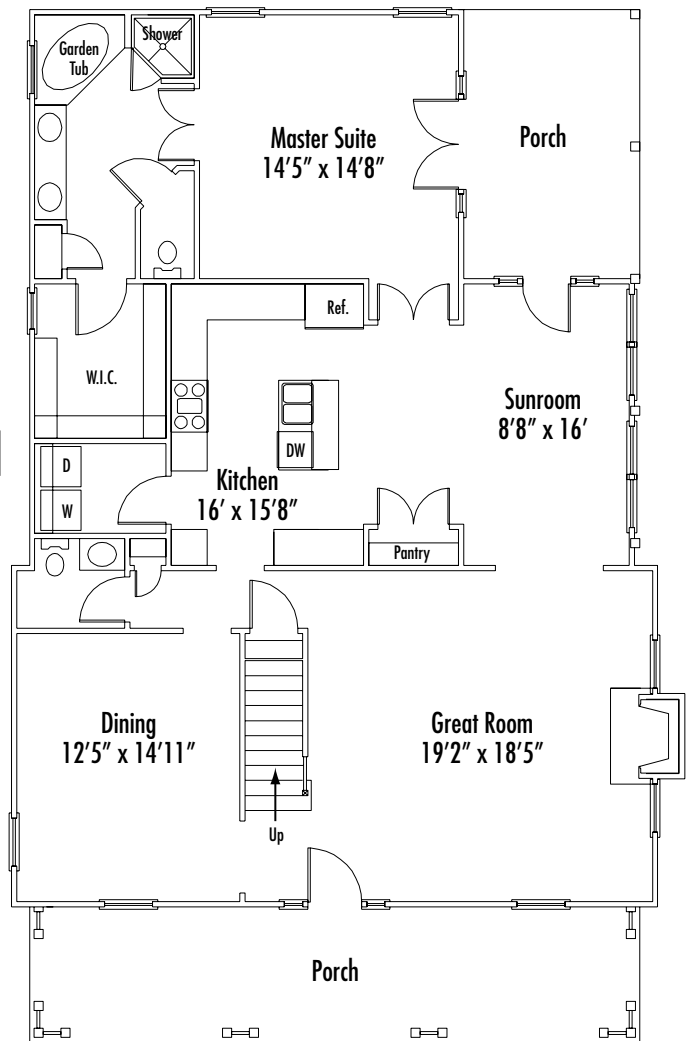 Garden
Tub
Shower
Master Suite
14'5" x 14'8"
Porch
Ref.
W.I.C.
Sunroom
8'8" x 16'
DW
D
W
Kitchen
16' x 15'8"
Pantry
Dining
12'5" x 14'11"
Great Room
19'2" x 18'5"
Up
Porch